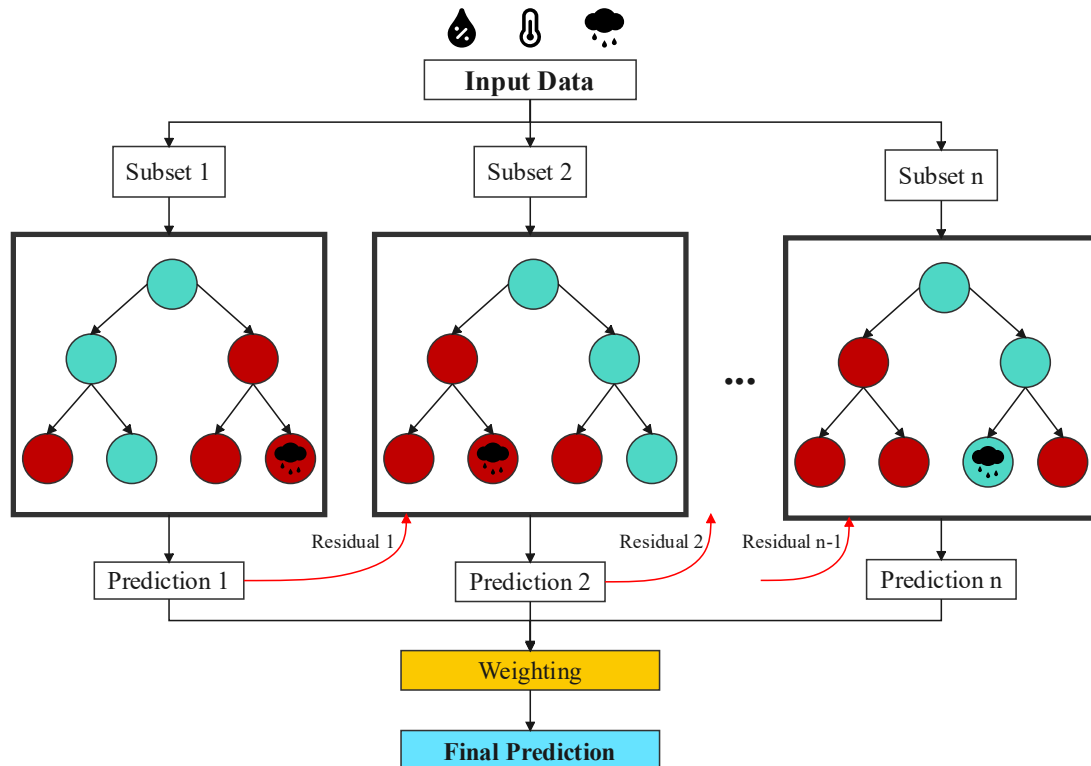 Input Data
Subset 1
Subset 2
Subset n
...
Residual 1
Residual 2
Residual n-1
Prediction 1
Prediction 2
Prediction n
Weighting
Final Prediction